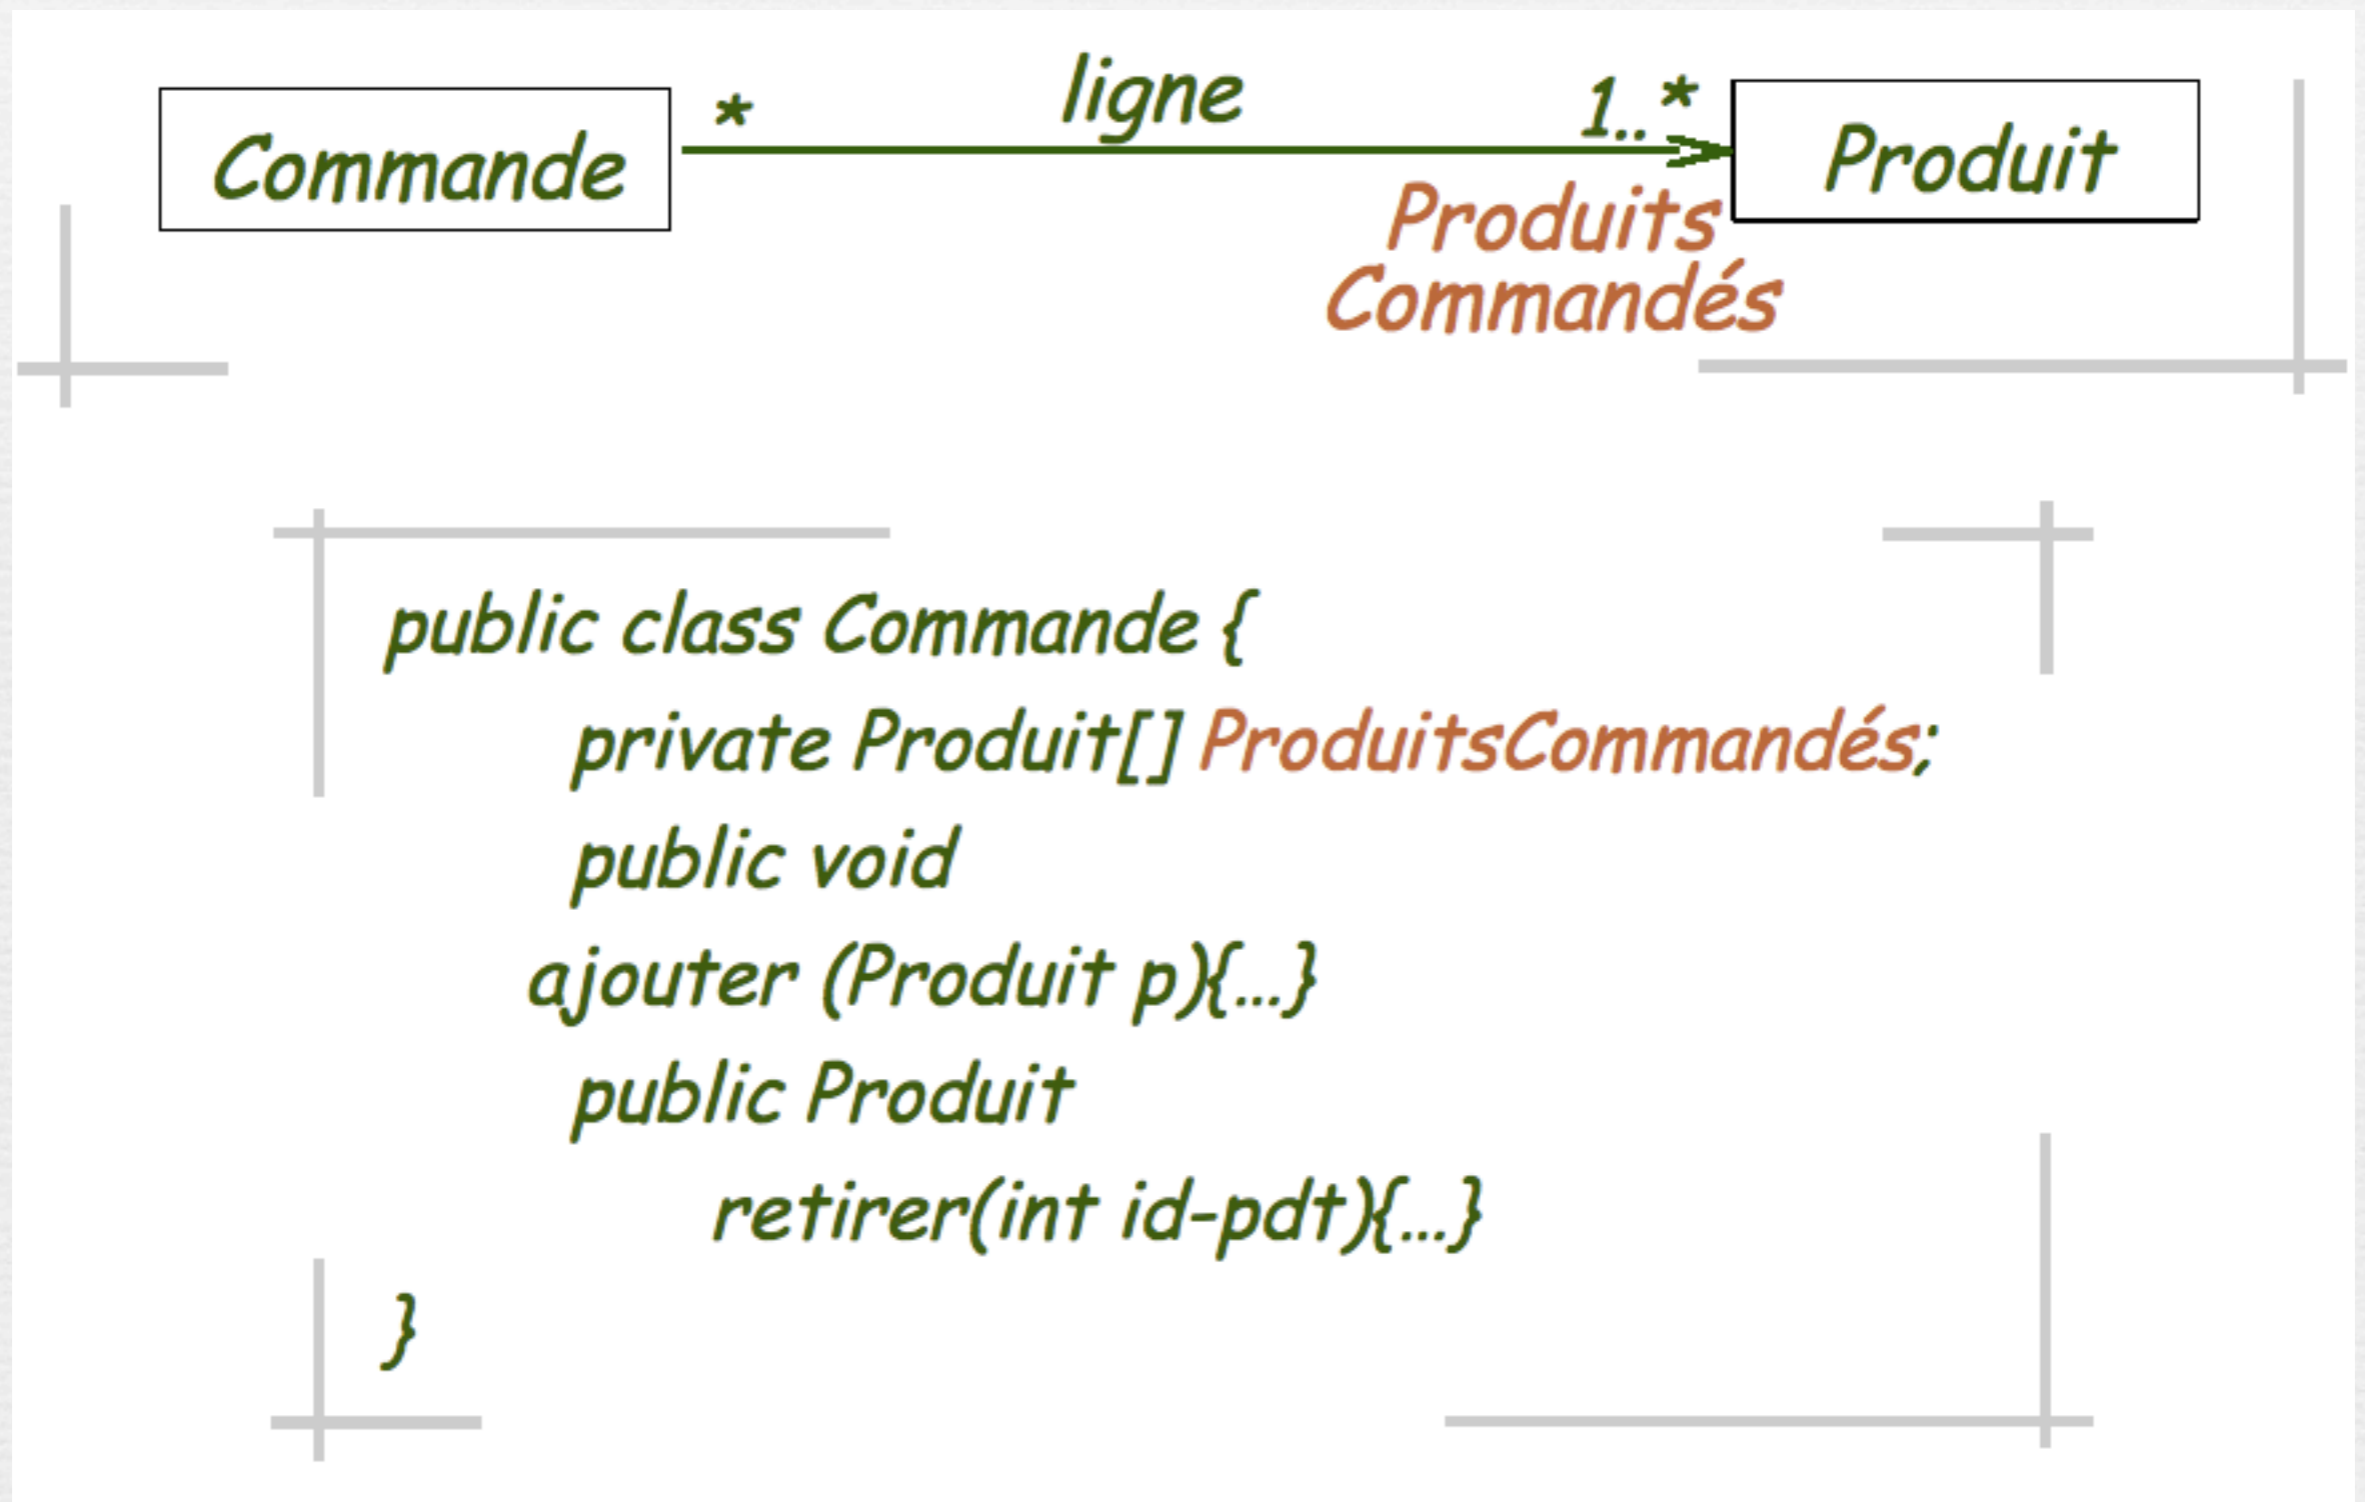 ligne
Commande * 1..* Produit
Produits
Commandés
public class Commande {
private Produit[] ProduitsCommandés;
public void
ajouter (Produit p){...}
public Produit
retirer(int id-pdt){...}
}